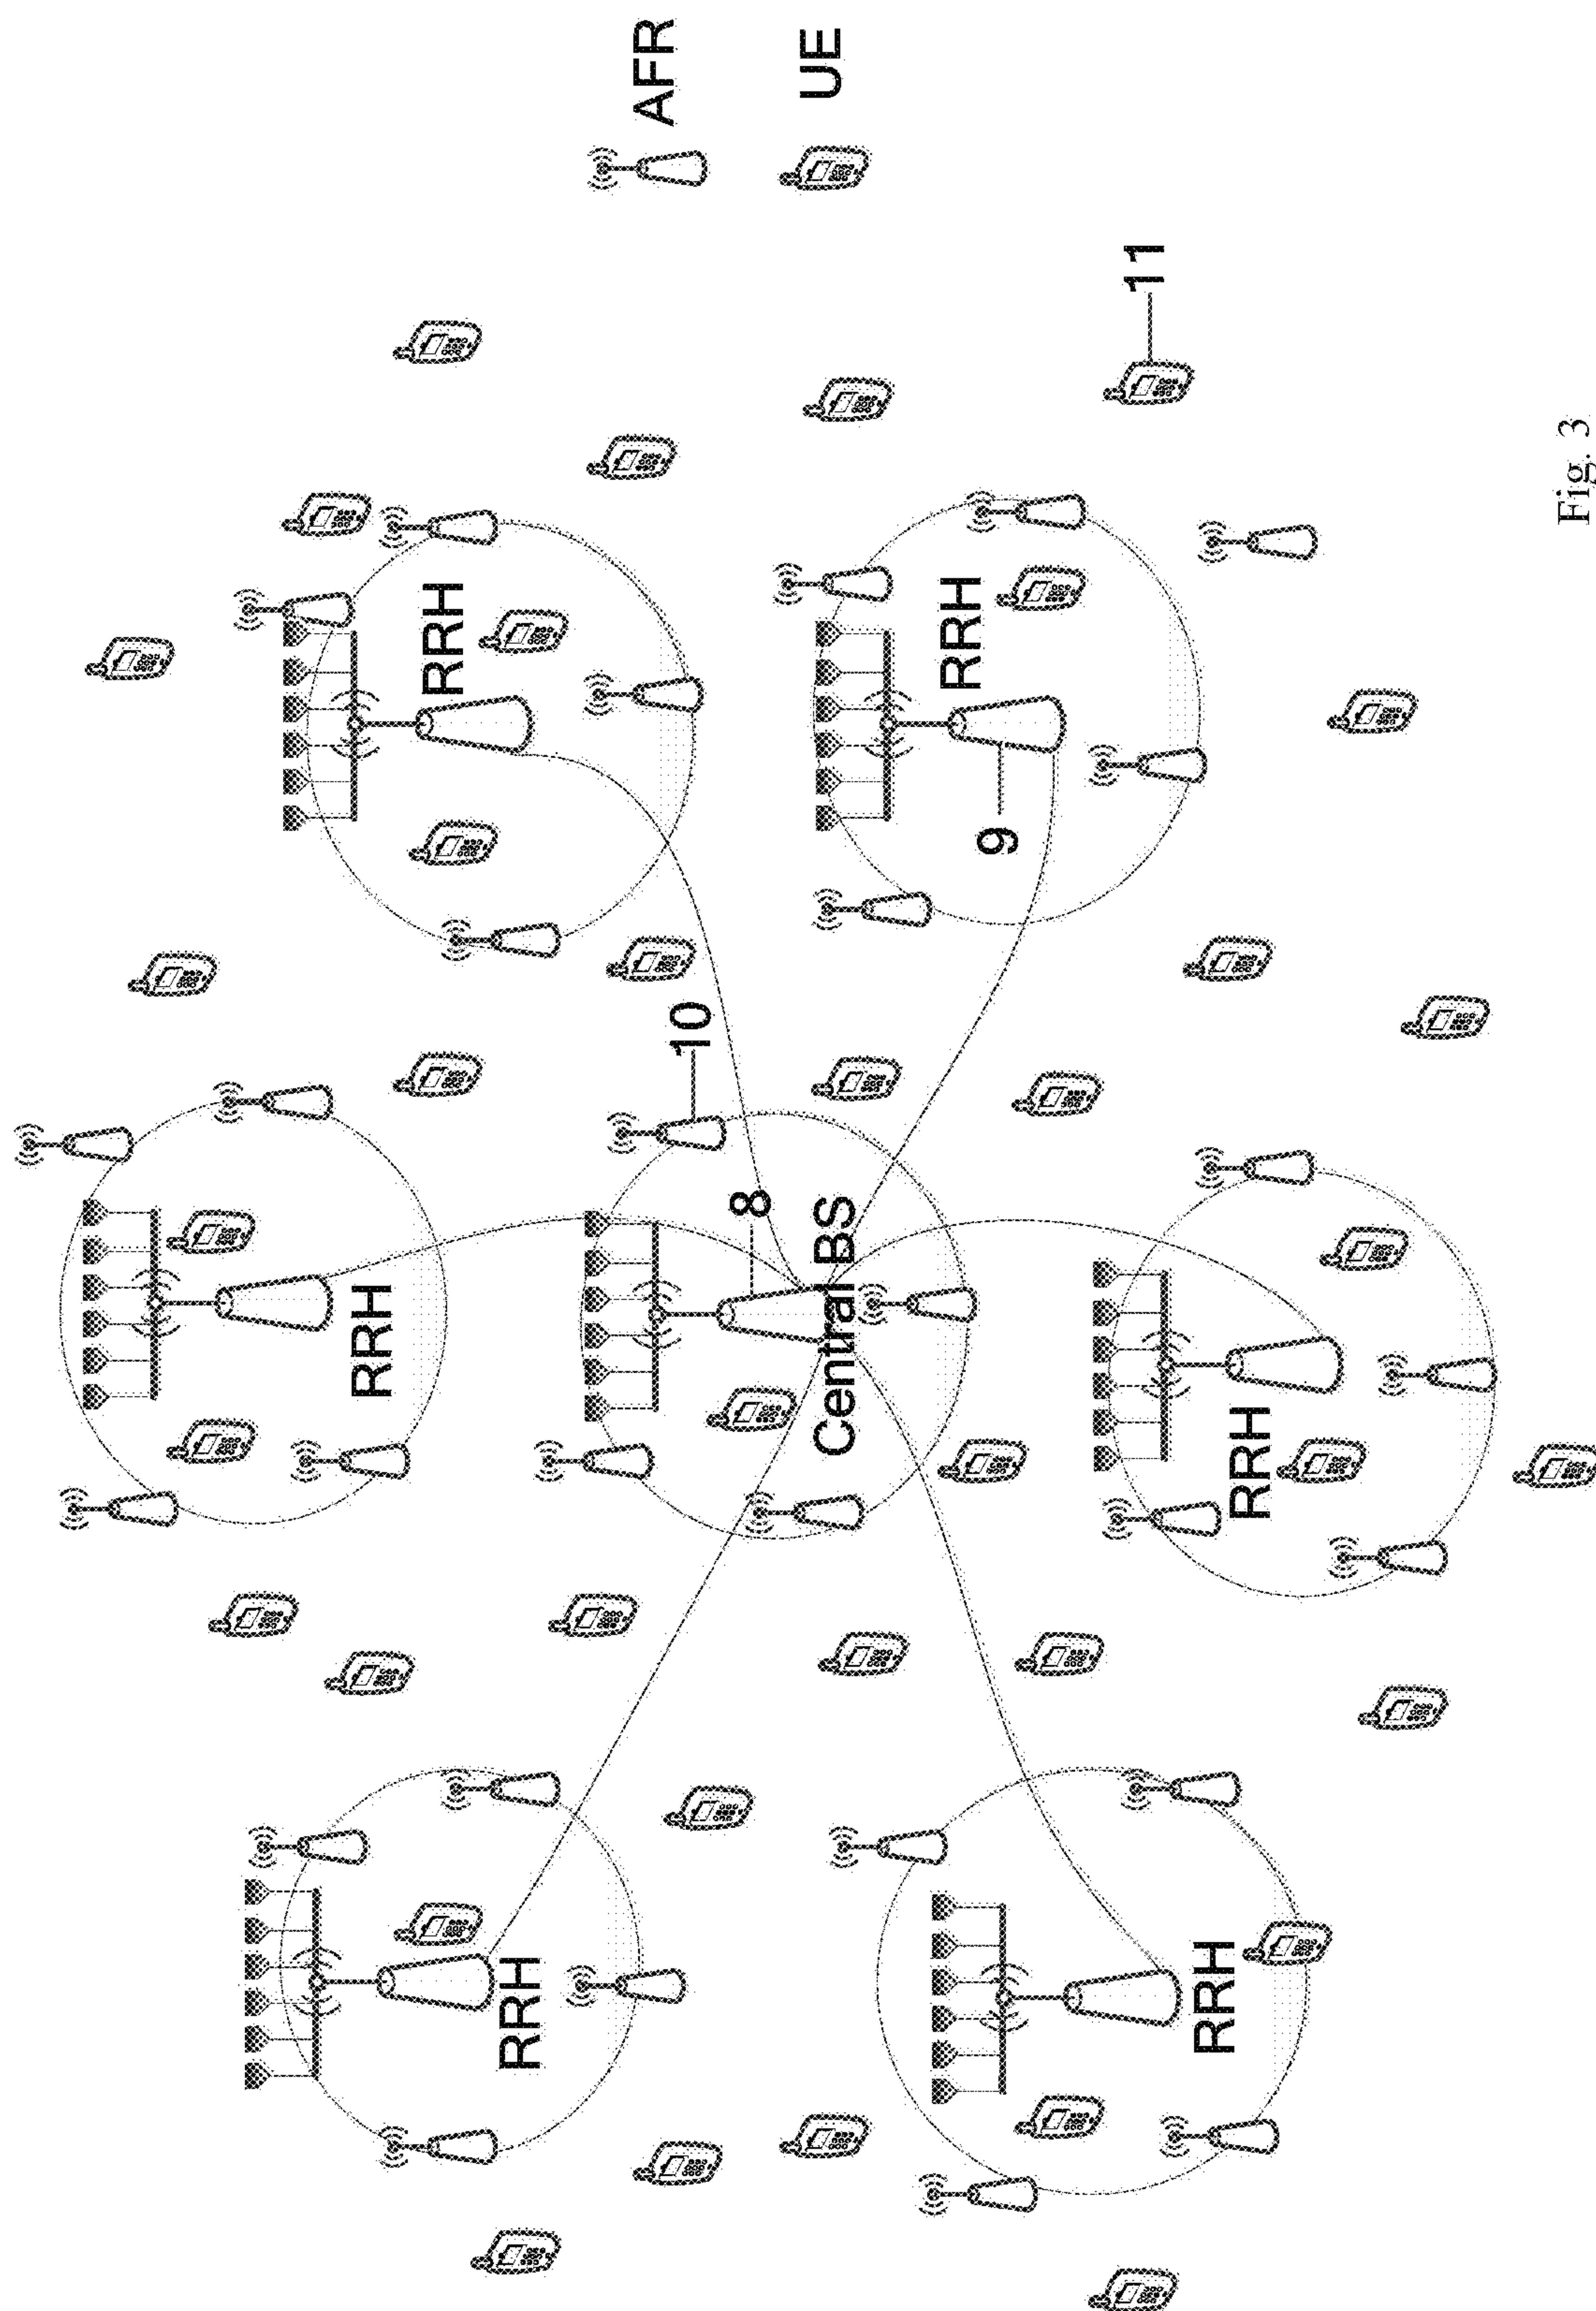 RRH
RRH
RRH
AFR
10
8
UE
Central BS
RRH
9
11
RRH
RRH
Fig. 3